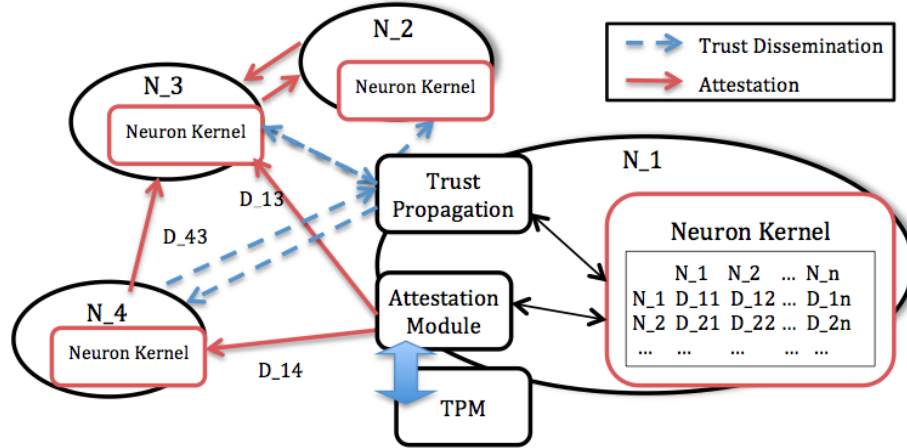 N_2
Neuron Kernel
Trust Dissemination
Attestation
N_3
Neuron Kernel
N_1
Trust
Propagation
D_13
D_43
Neuron Kernel
N_1 N_2 ... N_n
N_1 D_11 D_12 ... D_1n
N_2 D_21 D_22 ... D_2n
... ... ... ... ...
Attestation
Module
N_4
Neuron Kernel
D_14
TPM